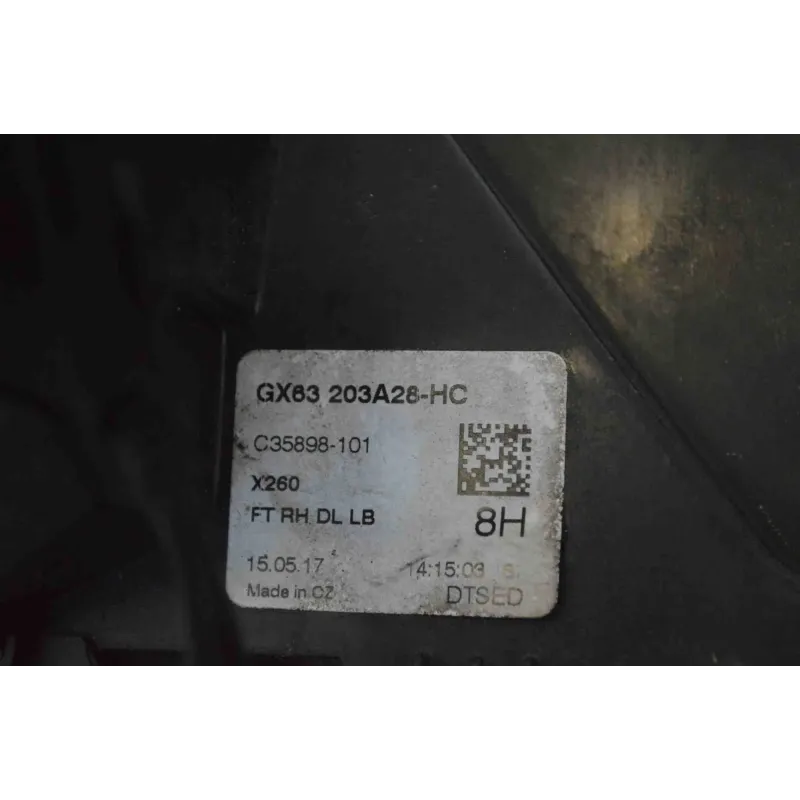 GX63 203A28-HC
C35898-101
X260
FT RH DL LB 8H
15.05.17 14:15:03
Made in CZ DTSED